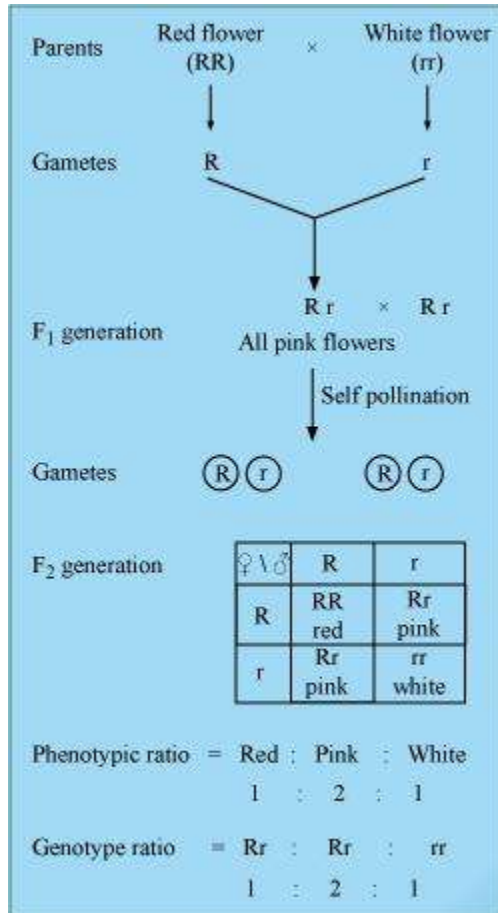 Parents Red flower × White flower
(RR) (rr)
Gametes R r
R r × R r
F₁ generation All pink flowers
Self pollination
Gametes R r R r
F₂ generation ♀ \ ♂ R r
R RR red Rr pink
r Rr pink rr white
Phenotypic ratio = Red : Pink : White
1 : 2 : 1
Genotype ratio = Rr : Rr : rr
1 : 2 : 1